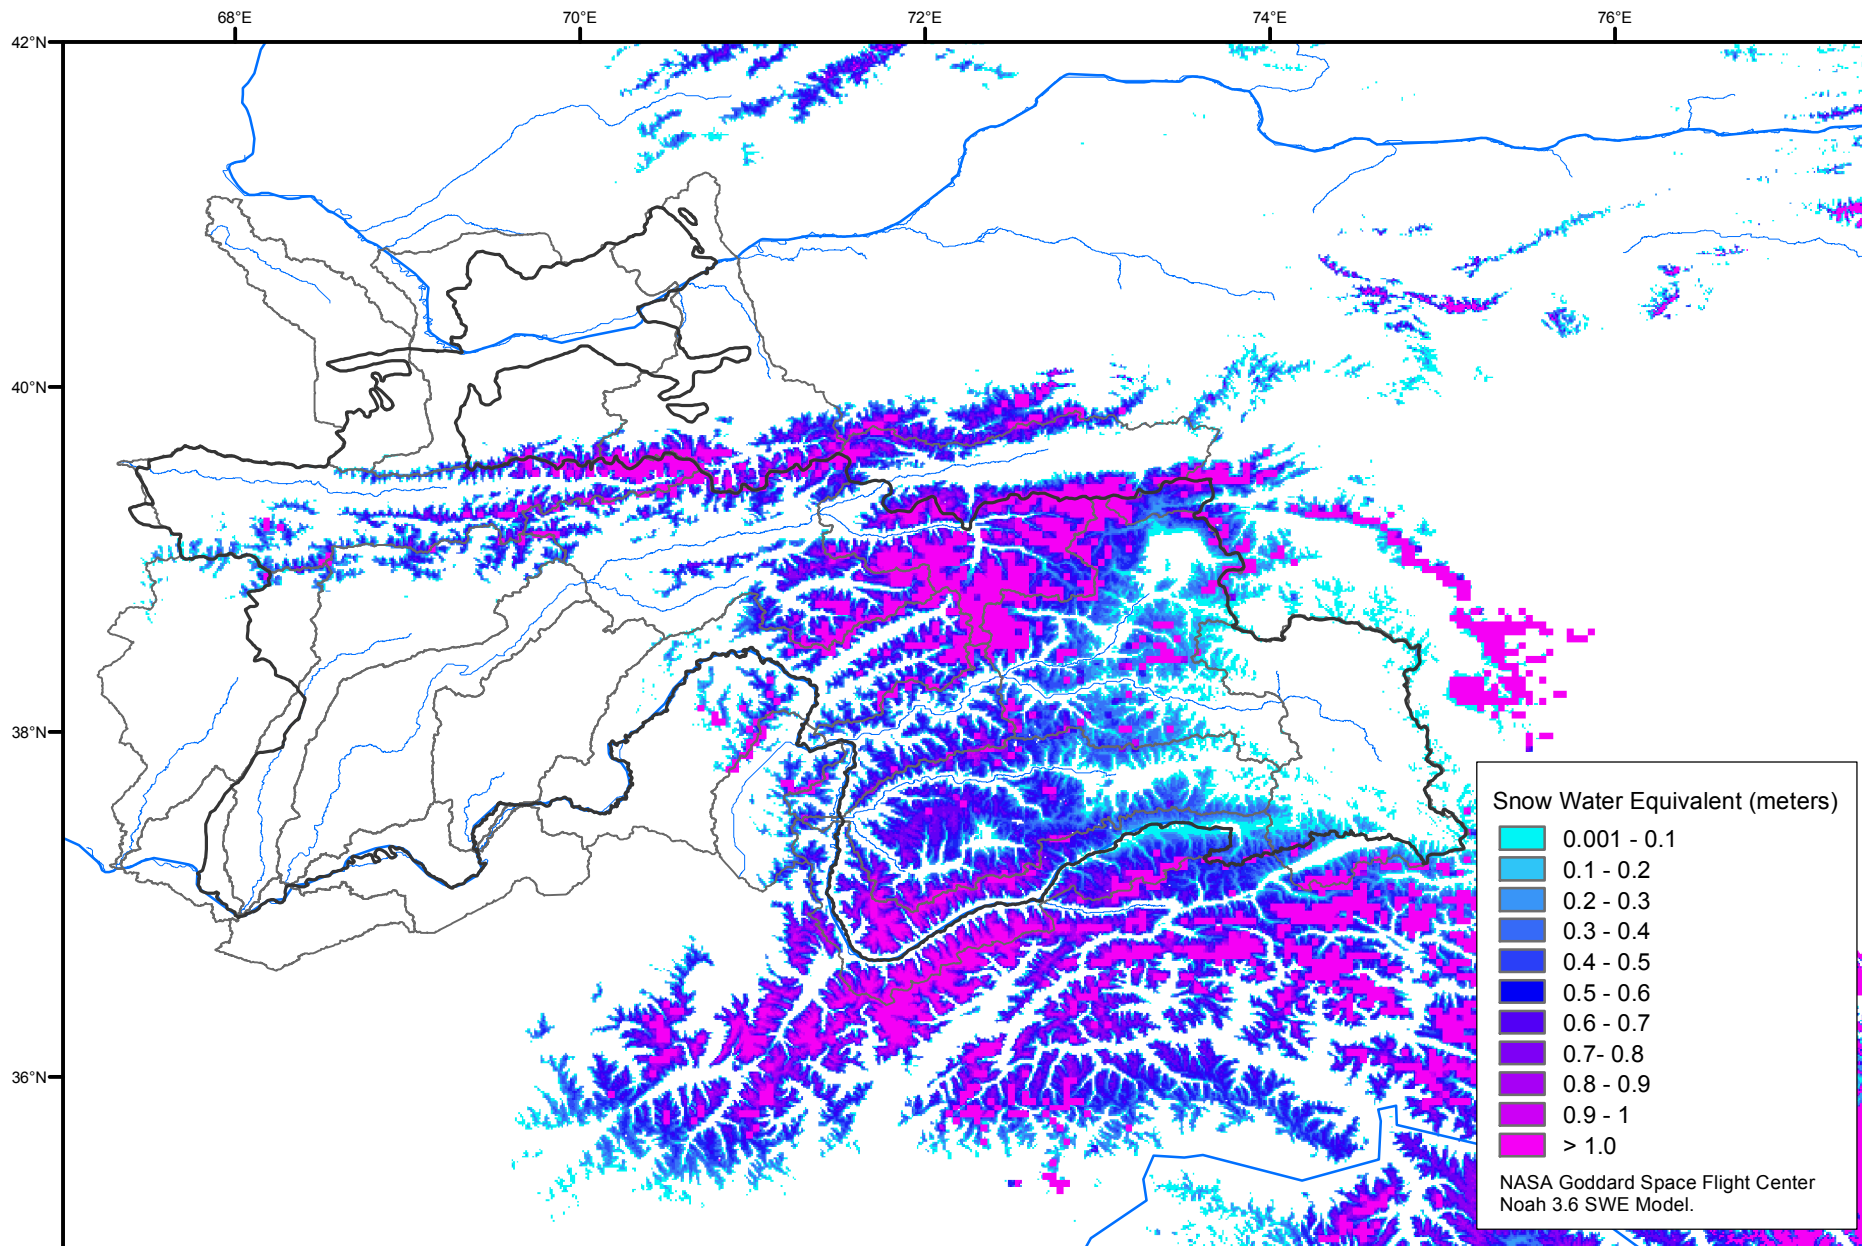 68°E
70°E
72°E
74°E
76°E
42°N
40°N
38°N
36°N
Snow Water Equivalent (meters)
0.001 - 0.1
0.1 - 0.2
0.2 - 0.3
0.3 - 0.4
0.4 - 0.5
0.5 - 0.6
0.6 - 0.7
0.7- 0.8
0.8 - 0.9
0.9 - 1
> 1.0
NASA Goddard Space Flight Center
Noah 3.6 SWE Model.